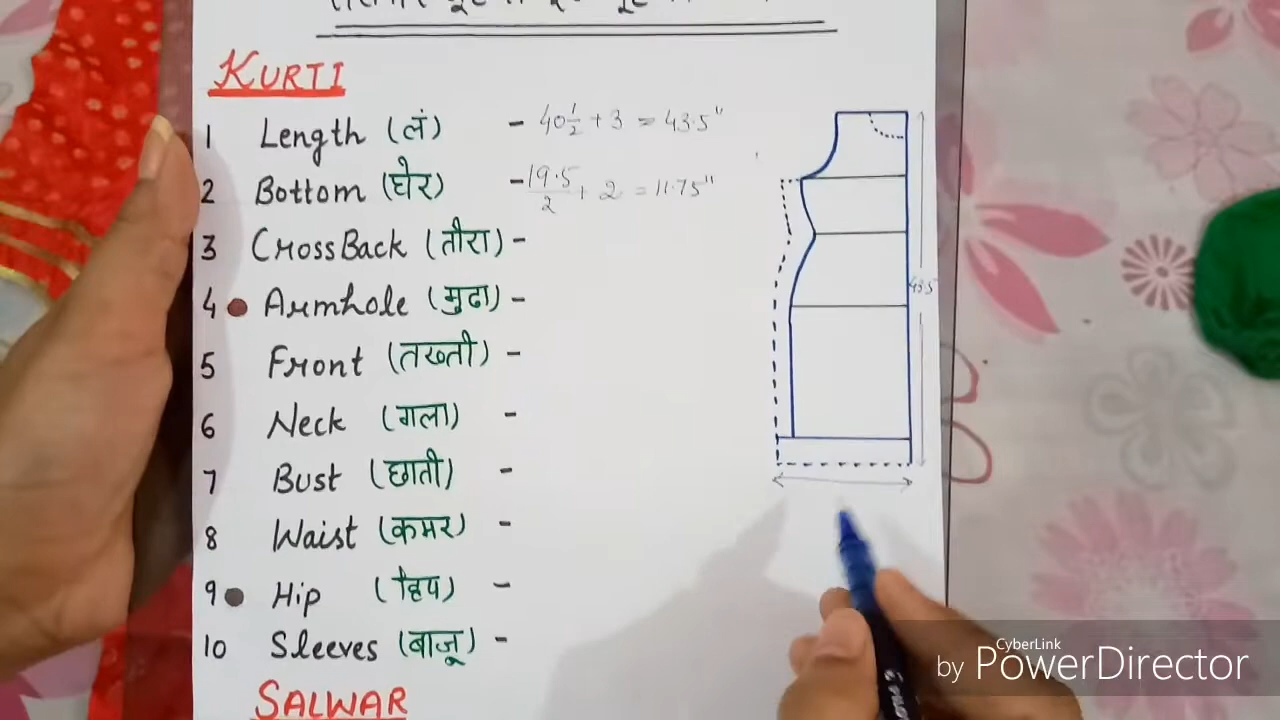 KURTI
1 Length (लं) - 40 1/2 + 3 = 43.5"
2 Bottom (घेर) - 19.5/2 + 2 = 11.75"
3 CrossBack (तीरा) -
4 Armhole (मुढा) -
5 Front (तख्ती) -
6 Neck (गला) -
7 Bust (छाती) -
8 Waist (कमर) -
9 Hip (हिप) -
10 Sleeves (बाजू) -
SALWAR
43.5
CyberLink
by PowerDirector